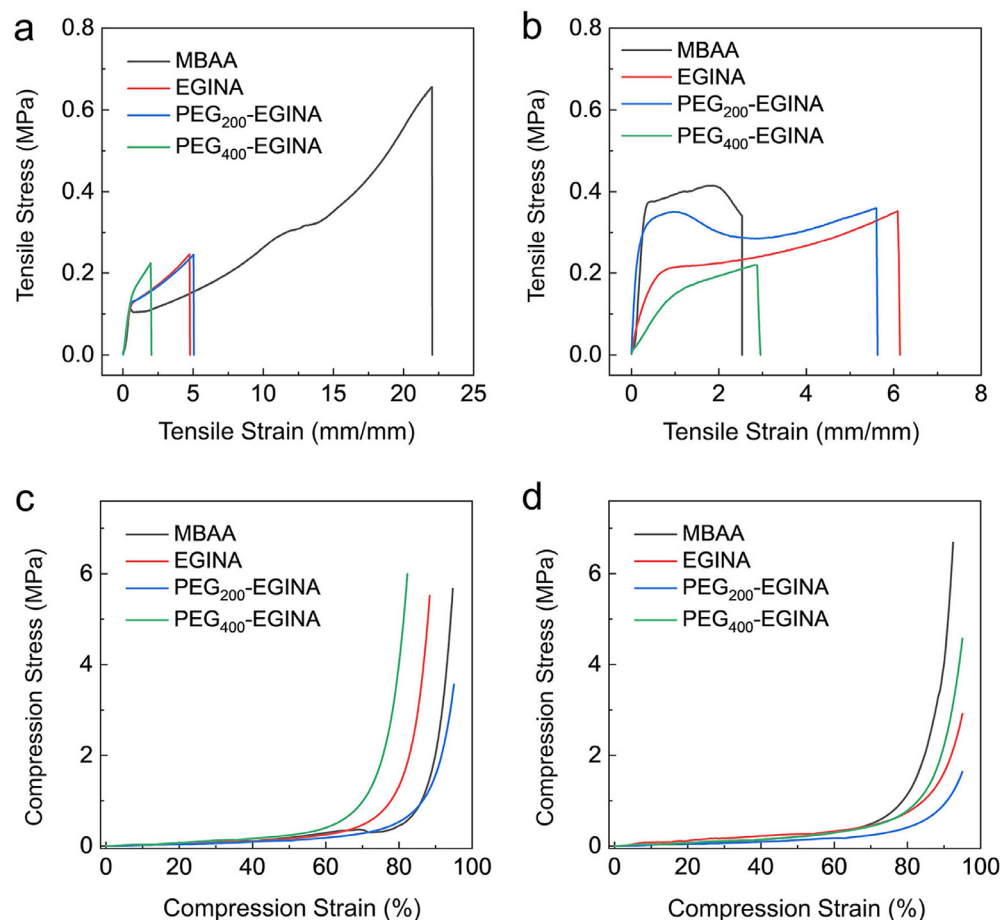 a
0.8
0.6
0.4
0.2
0.0
Tensile Stress (MPa)
MBAA
EGINA
PEG200-EGINA
PEG400-EGINA
0 5 10 15 20 25
Tensile Strain (mm/mm)
b
0.8
0.6
0.4
0.2
0.0
Tensile Stress (MPa)
MBAA
EGINA
PEG200-EGINA
PEG400-EGINA
0 2 4 6 8
Tensile Strain (mm/mm)
c
6
4
2
0
Compression Stress (MPa)
MBAA
EGINA
PEG200-EGINA
PEG400-EGINA
0 20 40 60 80 100
Compression Strain (%)
d
6
4
2
0
Compression Stress (MPa)
MBAA
EGINA
PEG200-EGINA
PEG400-EGINA
0 20 40 60 80 100
Compression Strain (%)